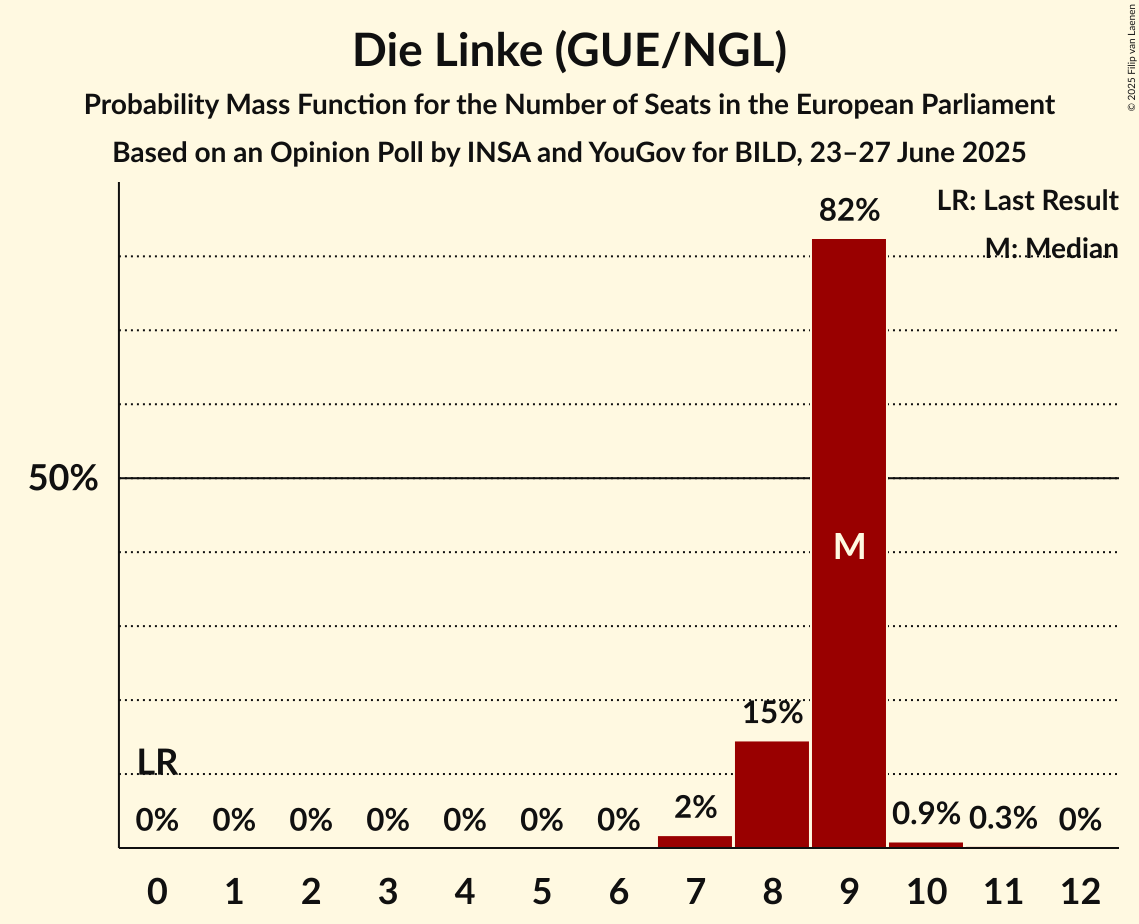 Die Linke (GUE/NGL)
Probability Mass Function for the Number of Seats in the European Parliament
Based on an Opinion Poll by INSA and YouGov for BILD, 23–27 June 2025
© 2025 Filip van Laenen
LR: Last Result
M: Median
82%
50%
M
15%
LR
0% 0% 0% 0% 0% 0% 0% 2% 0.9% 0.3% 0%
0 1 2 3 4 5 6 7 8 9 10 11 12